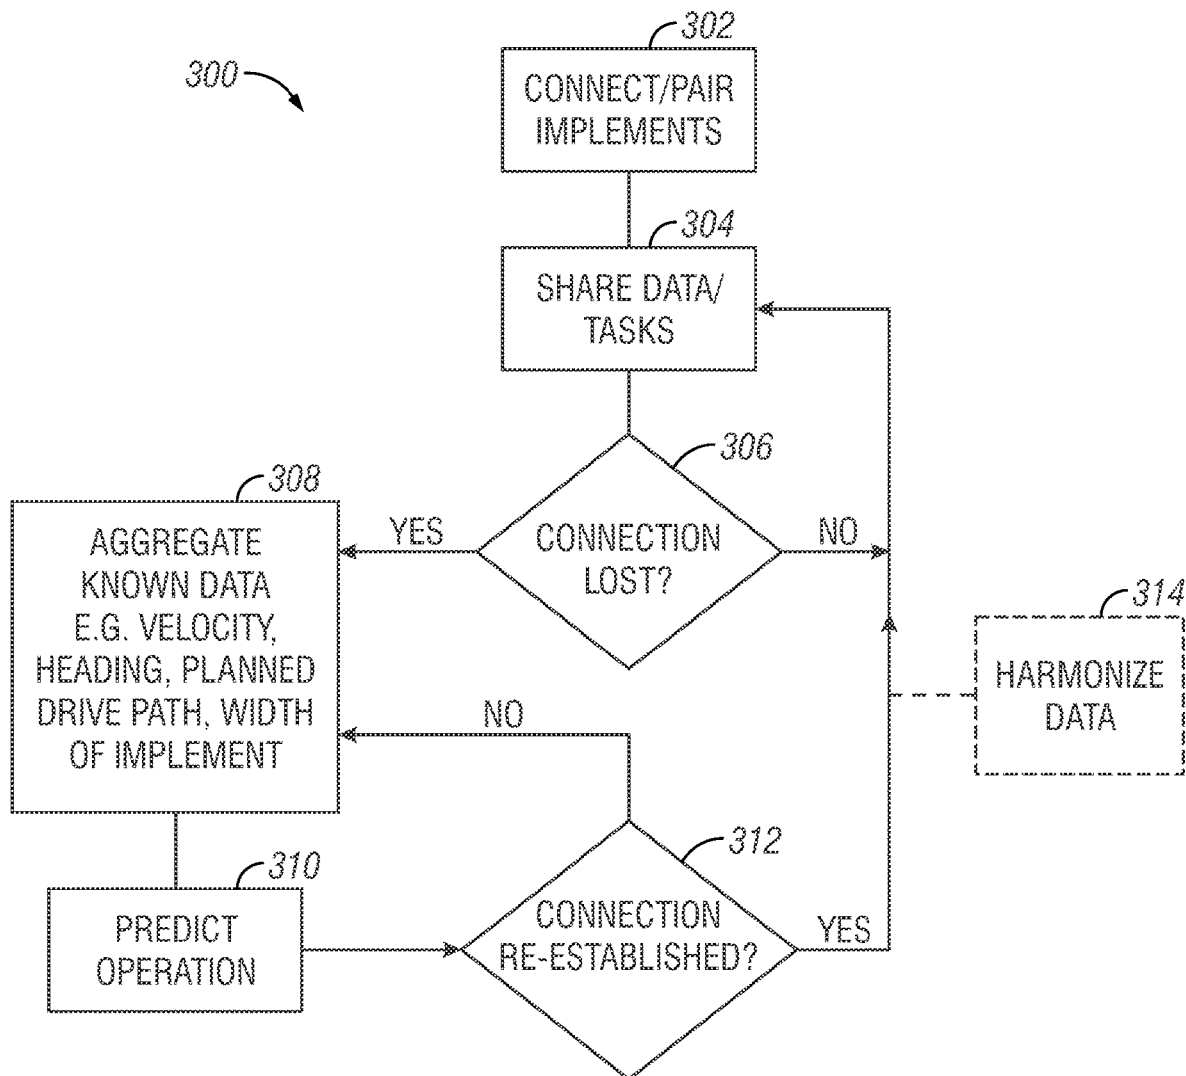 300
302
CONNECT/PAIR
IMPLEMENTS
304
SHARE DATA/
TASKS
306
CONNECTION
LOST?
YES
NO
308
AGGREGATE
KNOWN DATA
E.G. VELOCITY,
HEADING, PLANNED
DRIVE PATH, WIDTH
OF IMPLEMENT
314
HARMONIZE
DATA
NO
310
PREDICT
OPERATION
312
CONNECTION
RE-ESTABLISHED?
YES